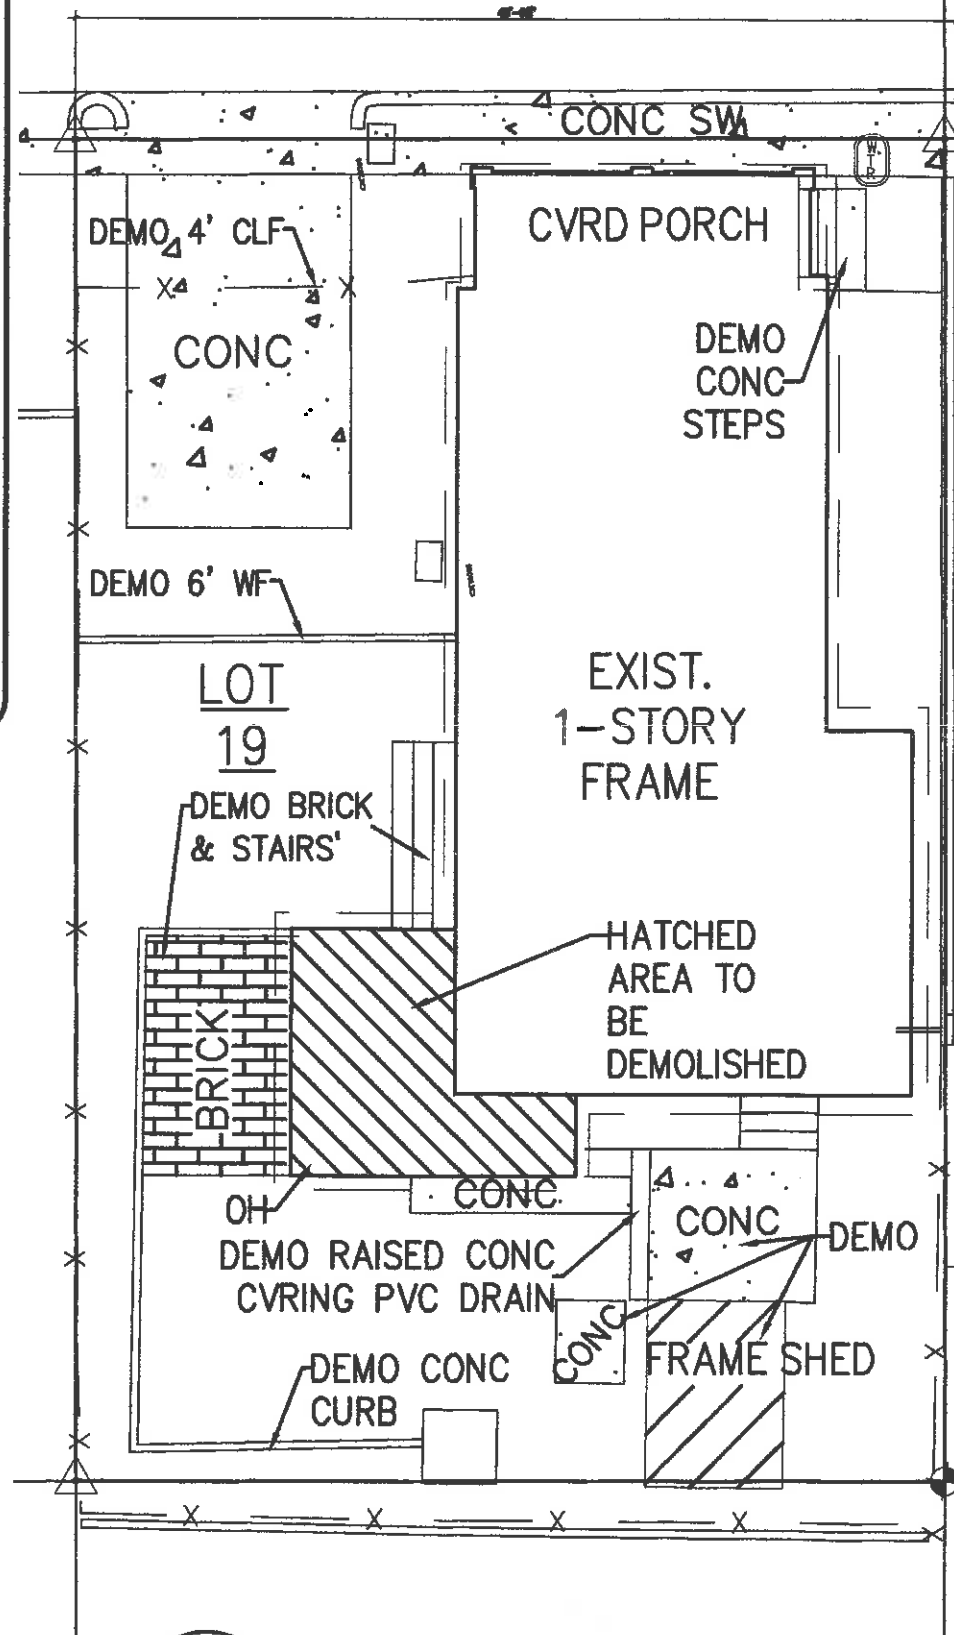 CONC SW
WTR
CVRD PORCH
DEMO 4' CLF
CONC
DEMO
CONC
STEPS
DEMO 6' WF
LOT
19
EXIST.
1-STORY
FRAME
DEMO BRICK
& STAIRS'
HATCHED
AREA TO
BE
DEMOLISHED
BRICK
OH
CONC
CONC
DEMO
DEMO RAISED CONC
CVRING PVC DRAIN
CONC
FRAME SHED
DEMO CONC
CURB